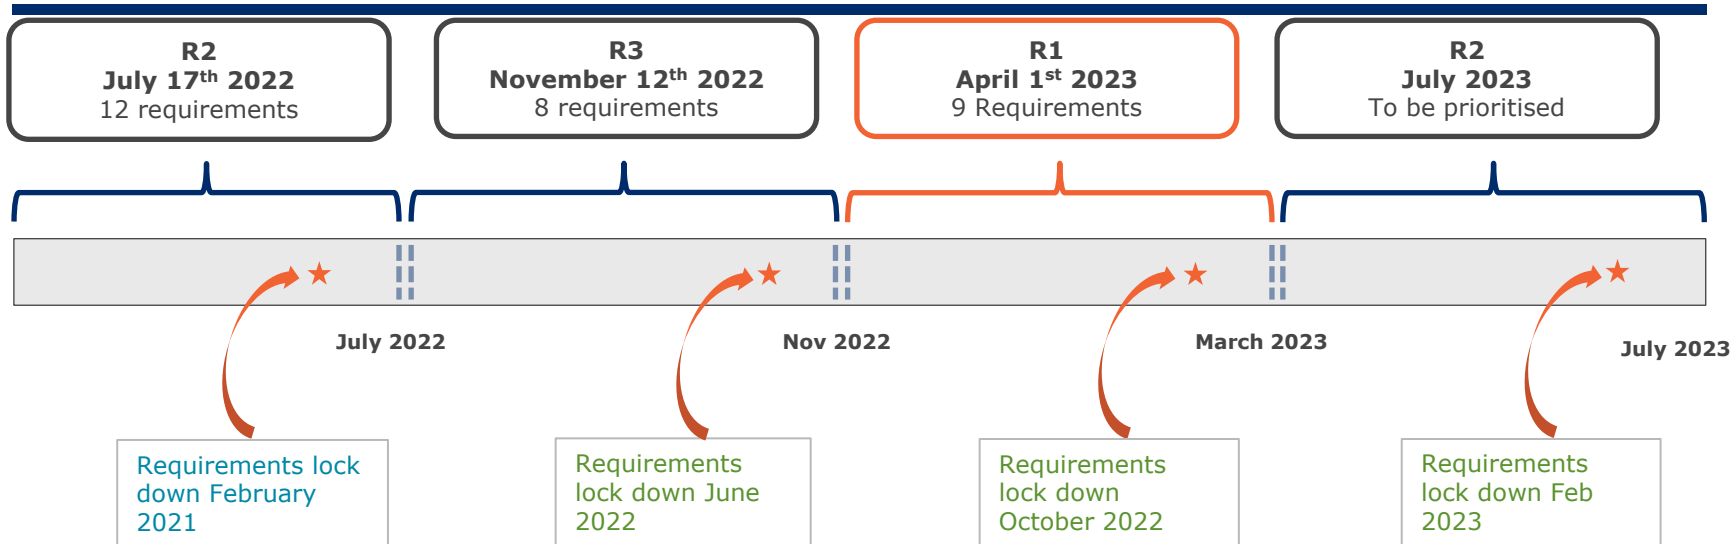 R2
July 17th 2022
12 requirements
R3
November 12th 2022
8 requirements
R1
April 1st 2023
9 Requirements
R2
July 2023
To be prioritised
July 2022
Nov 2022
March 2023
July 2023
Requirements lock
down February
2021
Requirements
lock down June
2022
Requirements
lock down
October 2022
Requirements
lock down Feb
2023